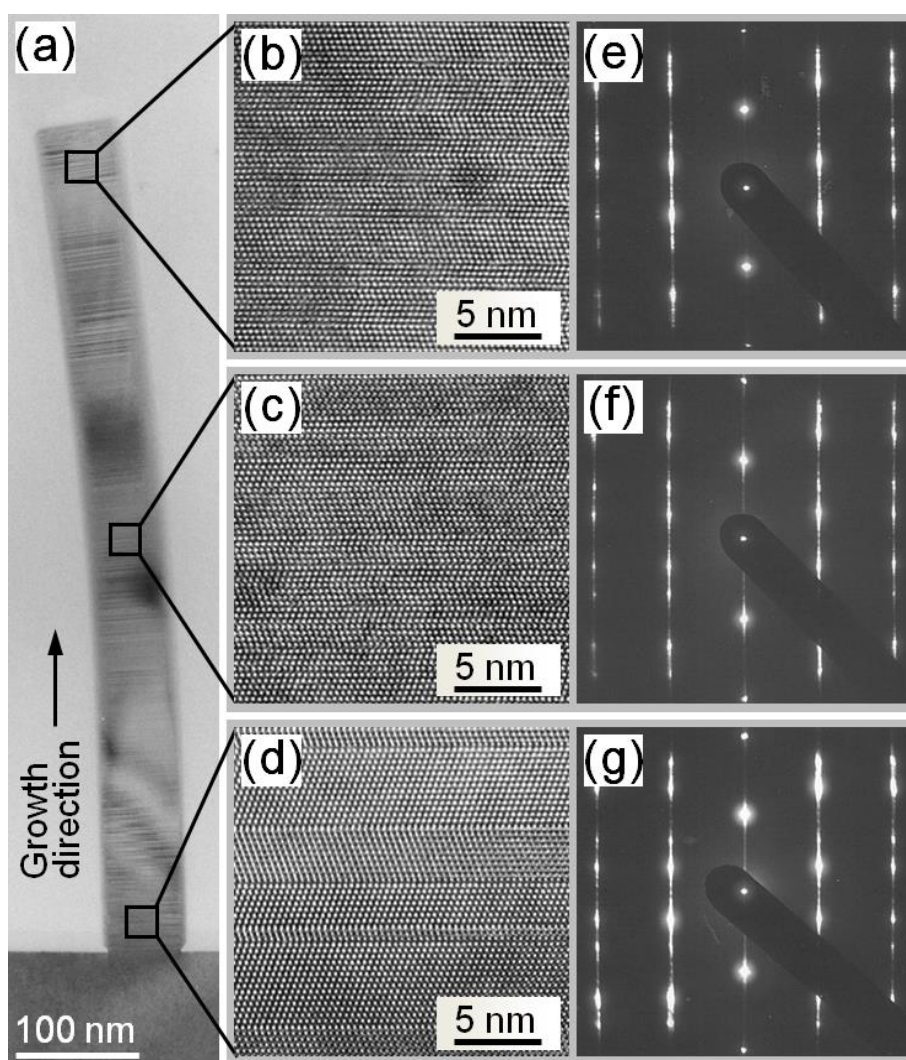 (a)
(b)
(e)
5 nm
(c)
(f)
5 nm
Growth
direction
(d)
(g)
5 nm
100 nm